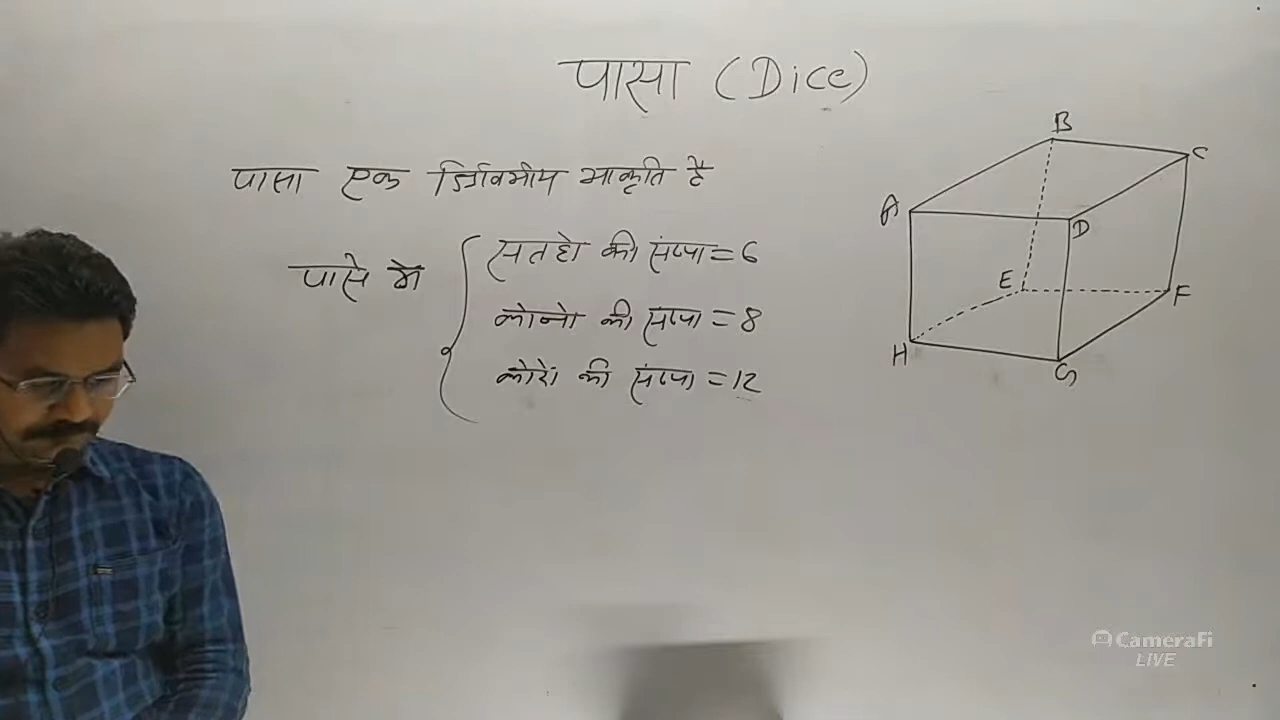 पासा (Dice)
पासा एक त्रिविमीय आकृति है
पासे मे
सतहो की संख्या = 6
कोनो की संख्या = 8
कोरों की संख्या = 12
B
C
A
D
E
F
H
G
CameraFi
LIVE